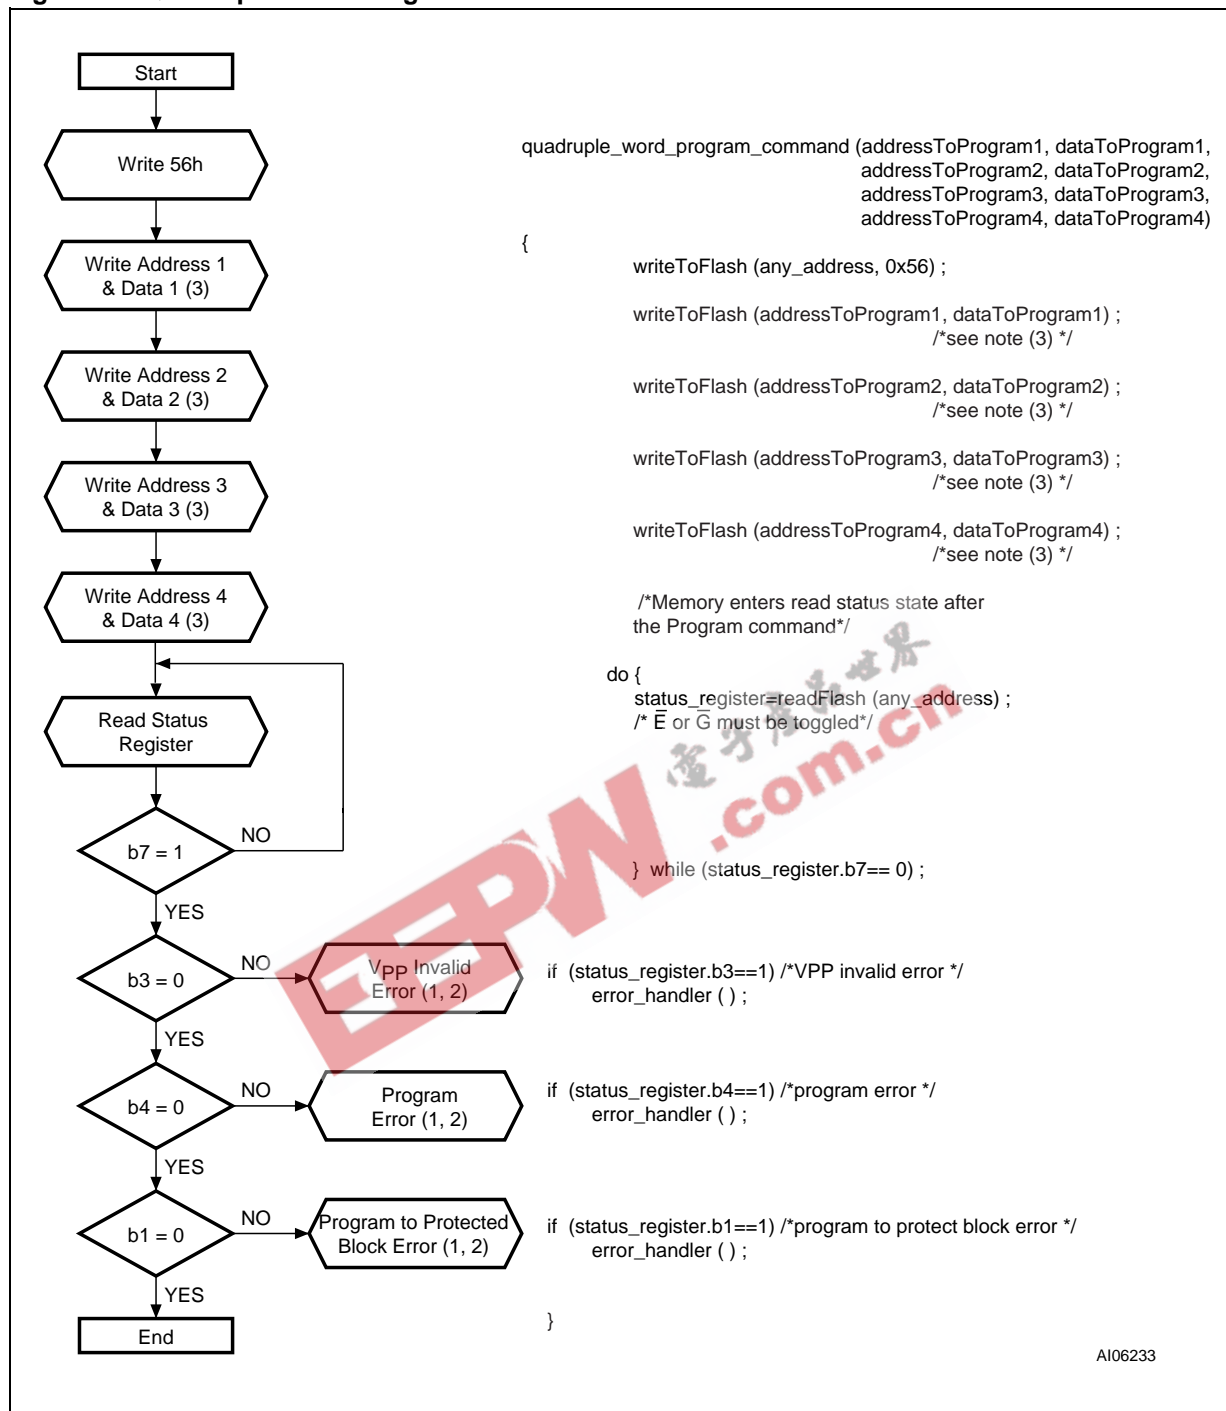 Start
Write 56h
Write Address 1
& Data 1 (3)
Write Address 2
& Data 2 (3)
Write Address 3
& Data 3 (3)
Write Address 4
& Data 4 (3)
Read Status
Register
b7 = 1
NO
YES
b3 = 0
NO
VPP Invalid
Error (1, 2)
YES
b4 = 0
NO
Program
Error (1, 2)
YES
b1 = 0
NO
Program to Protected
Block Error (1, 2)
YES
End
quadruple_word_program_command (addressToProgram1, dataToProgram1,
addressToProgram2, dataToProgram2,
addressToProgram3, dataToProgram3,
addressToProgram4, dataToProgram4)
{
writeToFlash (any_address, 0x56) ;
writeToFlash (addressToProgram1, dataToProgram1) ;
/*see note (3) */
writeToFlash (addressToProgram2, dataToProgram2) ;
/*see note (3) */
writeToFlash (addressToProgram3, dataToProgram3) ;
/*see note (3) */
writeToFlash (addressToProgram4, dataToProgram4) ;
/*see note (3) */
/*Memory enters read status state after
the Program command*/
do {
status_register=readFlash (any_address) ;
/* E̅ or G̅ must be toggled*/
} while (status_register.b7== 0) ;
if (status_register.b3==1) /*VPP invalid error */
error_handler ( ) ;
if (status_register.b4==1) /*program error */
error_handler ( ) ;
if (status_register.b1==1) /*program to protect block error */
error_handler ( ) ;
}
AI06233
EEPW
電子產品世界
.com.cn